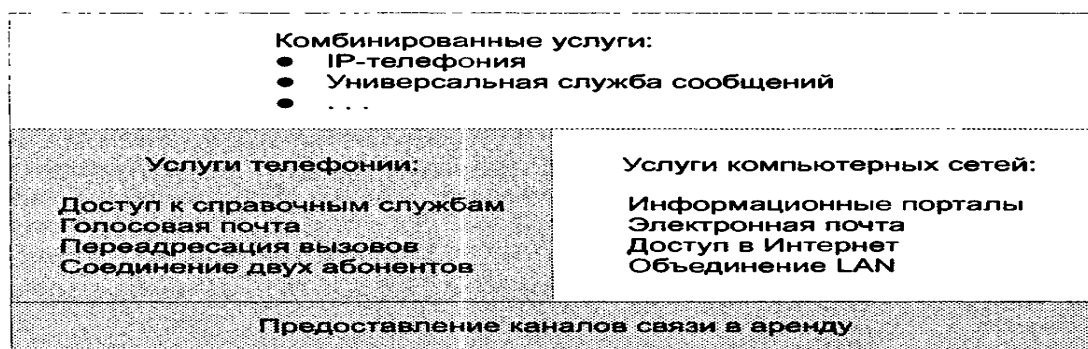 Комбинированные услуги:
● IP-телефония
● Универсальная служба сообщений
● . . .
Услуги телефонии:
Доступ к справочным службам
Голосовая почта
Переадресация вызовов
Соединение двух абонентов
Услуги компьютерных сетей:
Информационные порталы
Электронная почта
Доступ в Интернет
Объединение LAN
Предоставление каналов связи в аренду